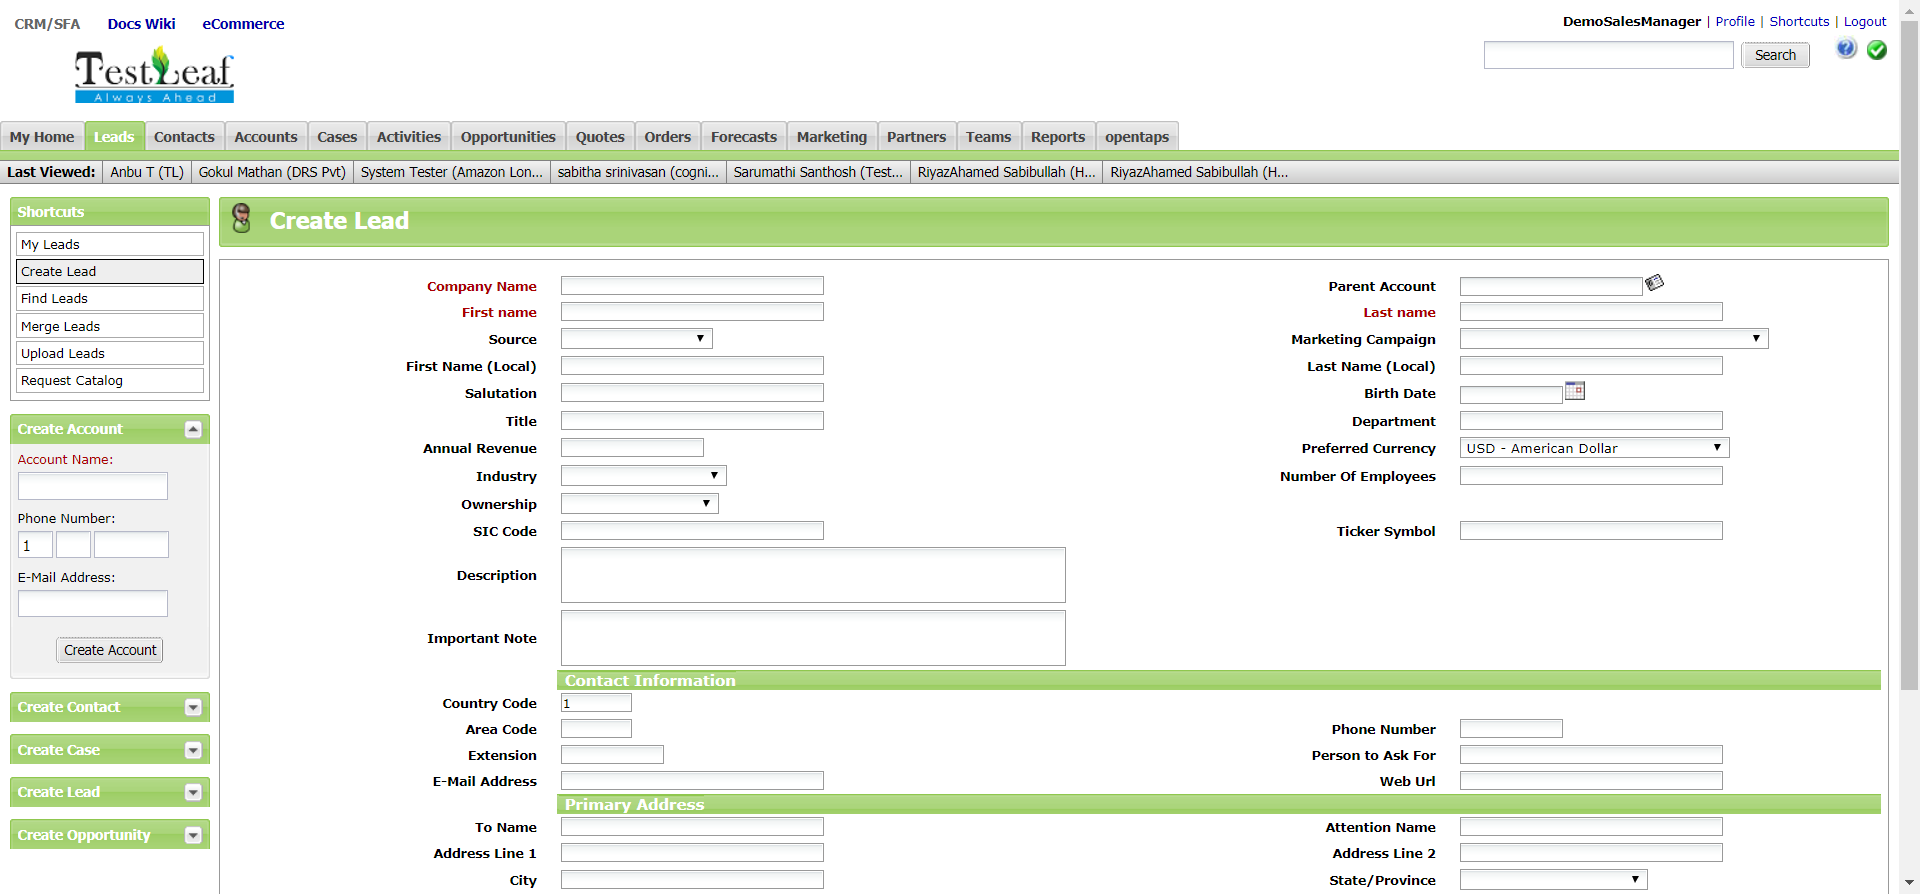 CRM/SFA Docs Wiki eCommerce
DemoSalesManager | Profile | Shortcuts | Logout
TestLeaf
Always Ahead
Search
My Home Leads Contacts Accounts Cases Activities Opportunities Quotes Orders Forecasts Marketing Partners Teams Reports opentaps
Last Viewed: Anbu T (TL) Gokul Mathan (DRS Pvt) System Tester (Amazon Lon... sabitha srinivasan (cogni... Sarumathi Santhosh (Test... RiyazAhamed Sabibullah (H... RiyazAhamed Sabibullah (H...
Shortcuts
My Leads
Create Lead
Find Leads
Merge Leads
Upload Leads
Request Catalog
Create Account
Account Name:
Phone Number:
1
E-Mail Address:
Create Account
Create Contact
Create Case
Create Lead
Create Opportunity
Create Lead
Company Name Parent Account
First name Last name
Source Marketing Campaign
First Name (Local) Last Name (Local)
Salutation Birth Date
Title Department
Annual Revenue Preferred Currency USD - American Dollar
Industry Number Of Employees
Ownership
SIC Code Ticker Symbol
Description
Important Note
Contact Information
Country Code 1
Area Code Phone Number
Extension Person to Ask For
E-Mail Address Web Url
Primary Address
To Name Attention Name
Address Line 1 Address Line 2
City State/Province